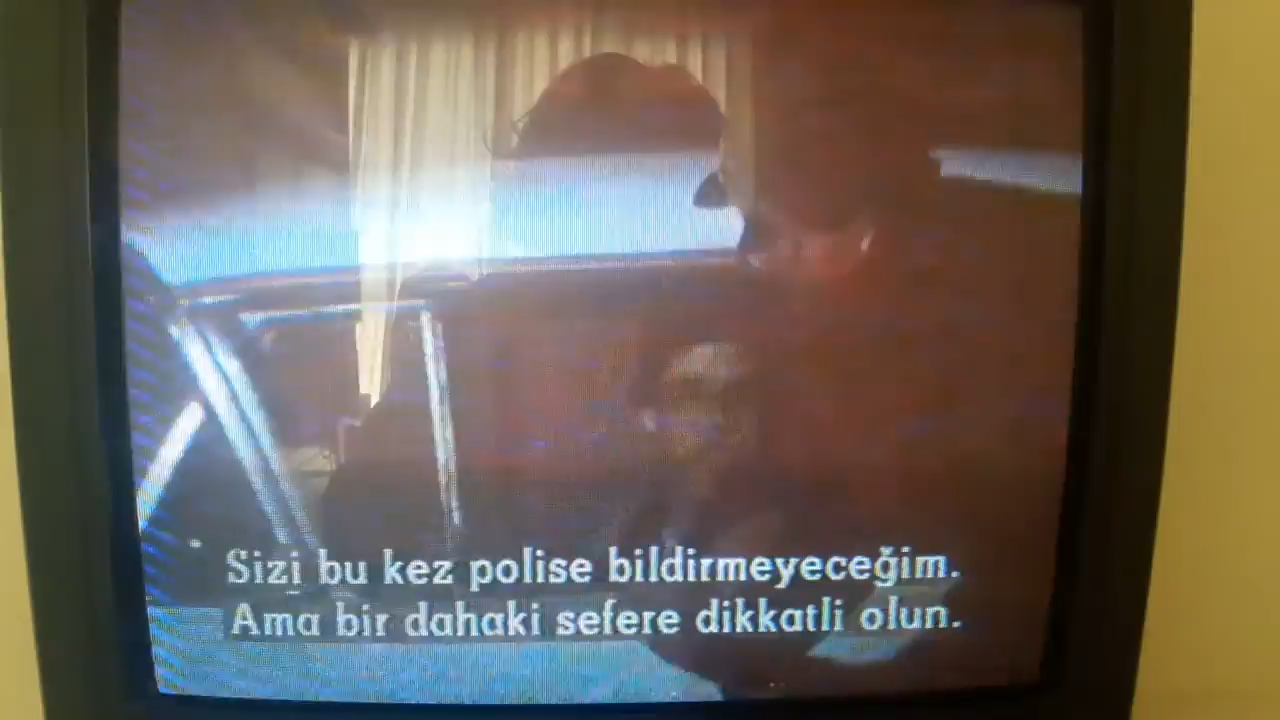 Sizi bu kez polise bildirmeyeceğim.
Ama bir dahaki sefere dikkatli olun.